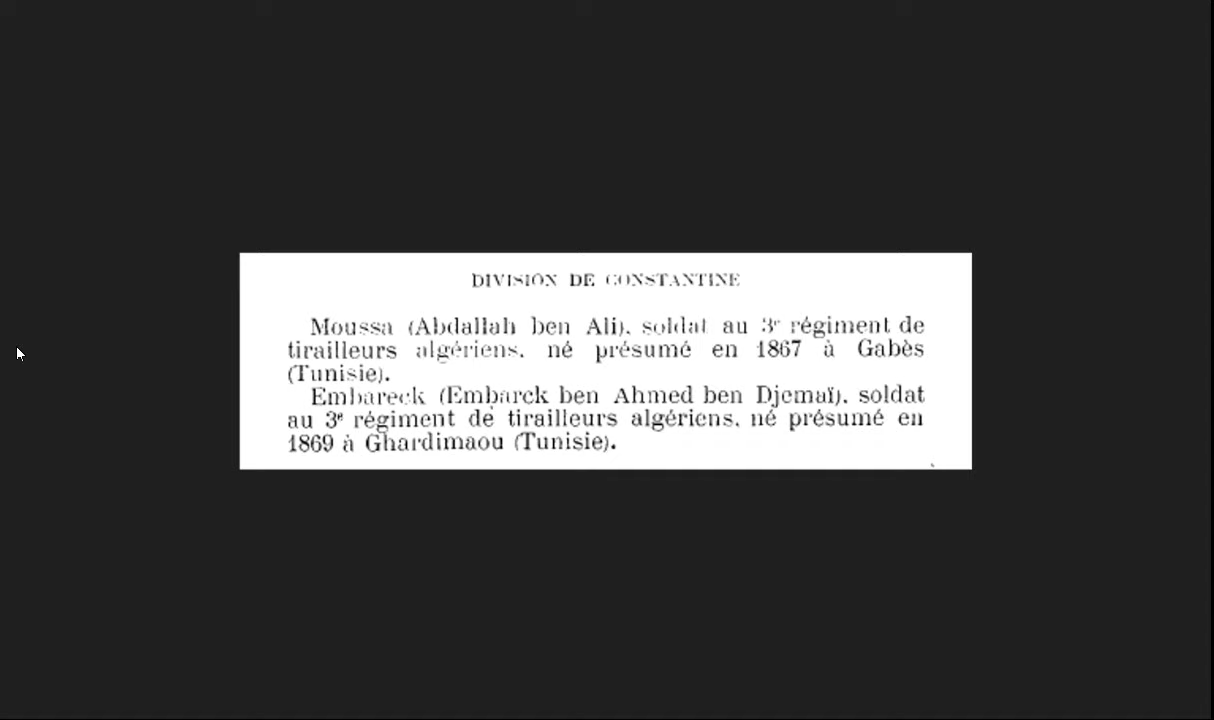 DIVISION DE CONSTANTINE
Moussa (Abdallah ben Ali), soldat au 3e régiment de
tirailleurs algériens, né présumé en 1867 à Gabès
(Tunisie).
Embareck (Embarck ben Ahmed ben Djemaï), soldat
au 3e régiment de tirailleurs algériens, né présumé en
1869 à Ghardimaou (Tunisie).